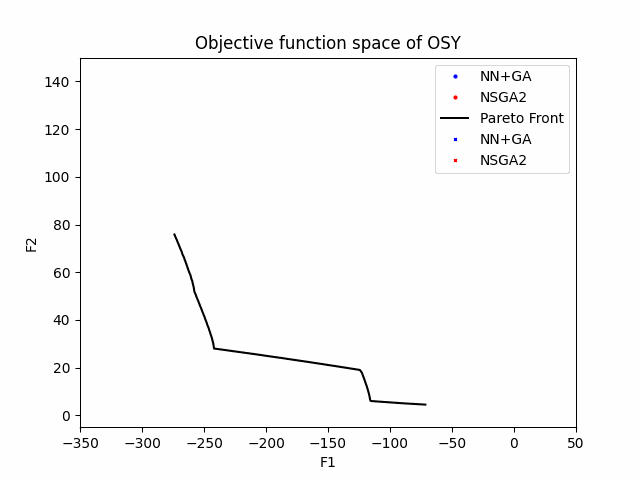 Objective function space of OSY
NN+GA
NSGA2
Pareto Front
NN+GA
NSGA2
F2
140
120
100
80
60
40
20
0
−350 −300 −250 −200 −150 −100 −50 0 50
F1